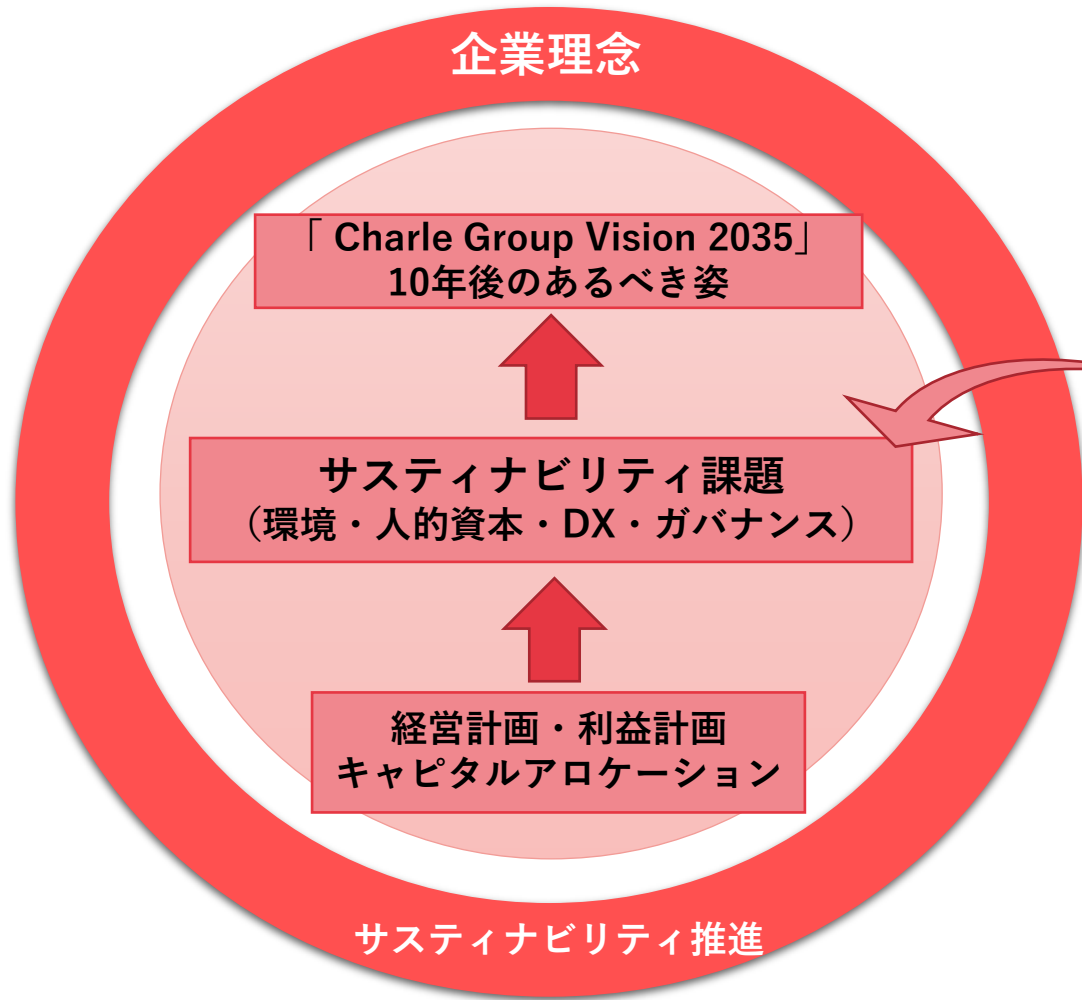 企業理念
「 Charle Group Vision 2035」
10年後のあるべき姿
サスティナビリティ課題
（環境・人的資本・DX・ガバナンス）
経営計画・利益計画
キャピタルアロケーション
サスティナビリティ推進